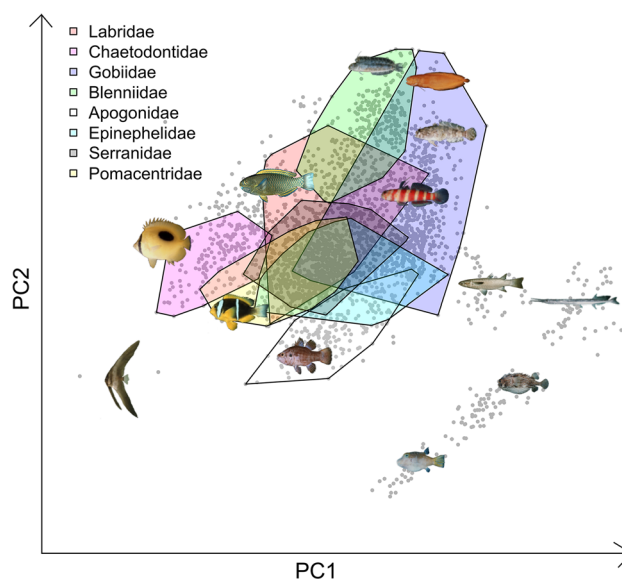 Labridae
Chaetodontidae
Gobiidae
Blenniidae
Apogonidae
Epinephelidae
Serranidae
Pomacentridae
PC2
PC1